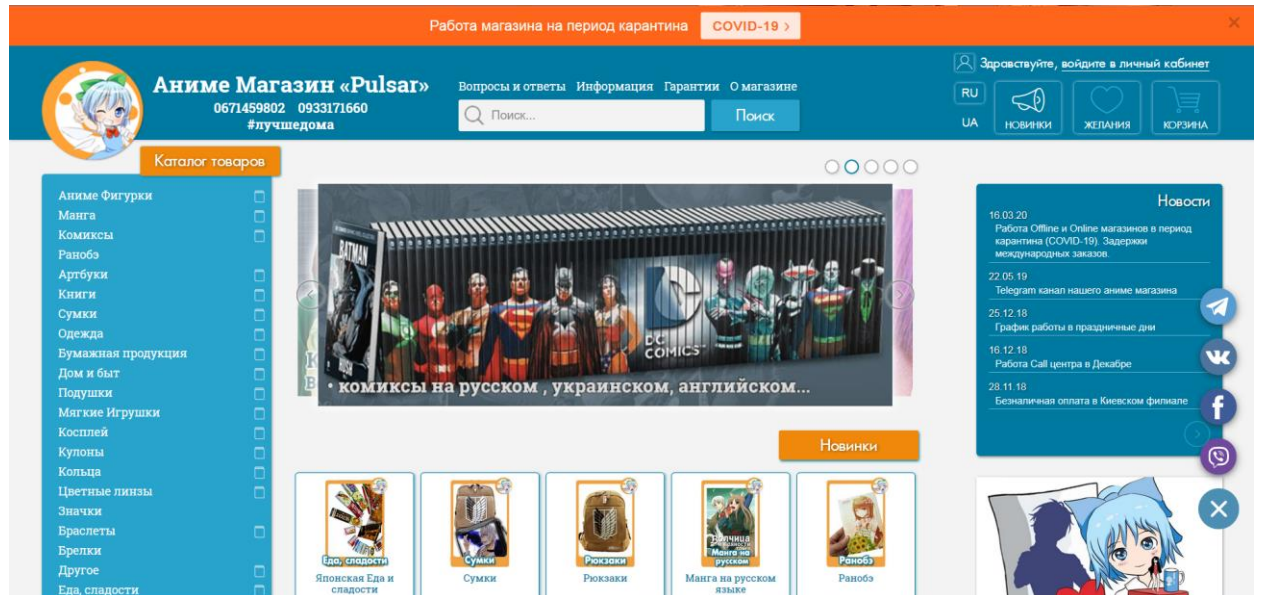 Работа магазина на период карантина COVID-19 >
Здравствуйте, войдите в личный кабинет
Аниме Магазин «Pulsar»
0671459802 0933171660
#лучшедома
Вопросы и ответы Информация Гарантии О магазине
Поиск... Поиск
RU
UA
НОВИНКИ ЖЕЛАНИЯ КОРЗИНА
Каталог товаров
Аниме Фигурки
Манга
Комиксы
Ранобэ
Артбуки
Книги
Сумки
Одежда
Бумажная продукция
Дом и быт
Подушки
Мягкие Игрушки
Косплей
Кулоны
Кольца
Цветные линзы
Значки
Браслеты
Брелки
Другое
Еда, сладости
BATMAN
DC
COMICS
• комиксы на русском , украинском, английском...
Новинки
Еда, сладости
Японская Еда и
сладости
Сумки
Сумки
Рюкзаки
Рюкзаки
Манга на
русском
Манга на русском
языке
Ранобэ
Ранобэ
Новости
16.03.20
Работа Offline и Online магазинов в период
карантина (COVID-19). Задержки
международных заказов.
22.05.19
Telegram канал нашего аниме магазина
25.12.18
График работы в праздничные дни
16.12.18
Работа Call центра в Декабре
28.11.18
Безналичная оплата в Киевском филиале